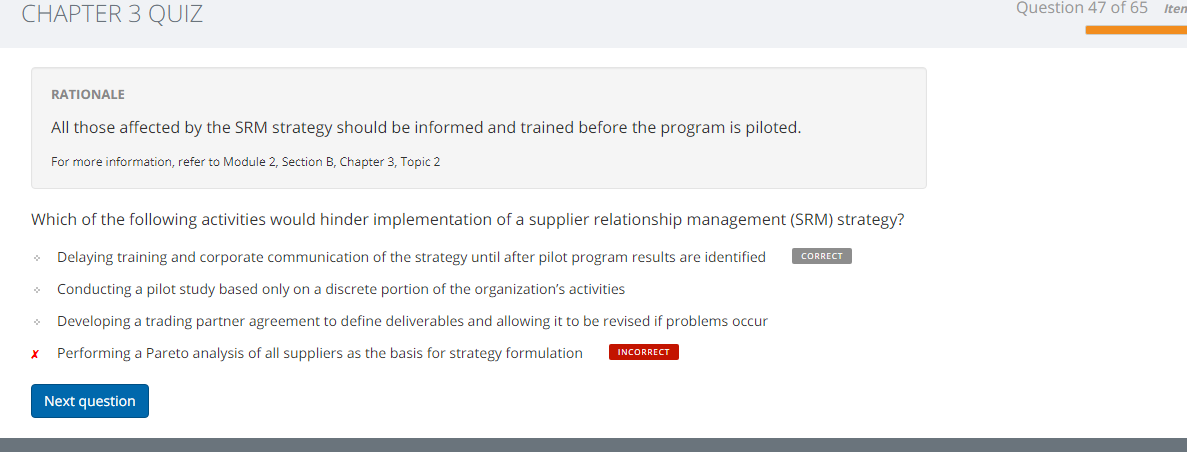 CHAPTER 3 QUIZ
Question 47 of 65
RATIONALE
All those affected by the SRM strategy should be informed and trained before the program is piloted.
For more information, refer to Module 2, Section B, Chapter 3, Topic 2
Which of the following activities would hinder implementation of a supplier relationship management (SRM) strategy?
Delaying training and corporate communication of the strategy until after pilot program results are identified CORRECT
Conducting a pilot study based only on a discrete portion of the organization’s activities
Developing a trading partner agreement to define deliverables and allowing it to be revised if problems occur
✗ Performing a Pareto analysis of all suppliers as the basis for strategy formulation INCORRECT
Next question